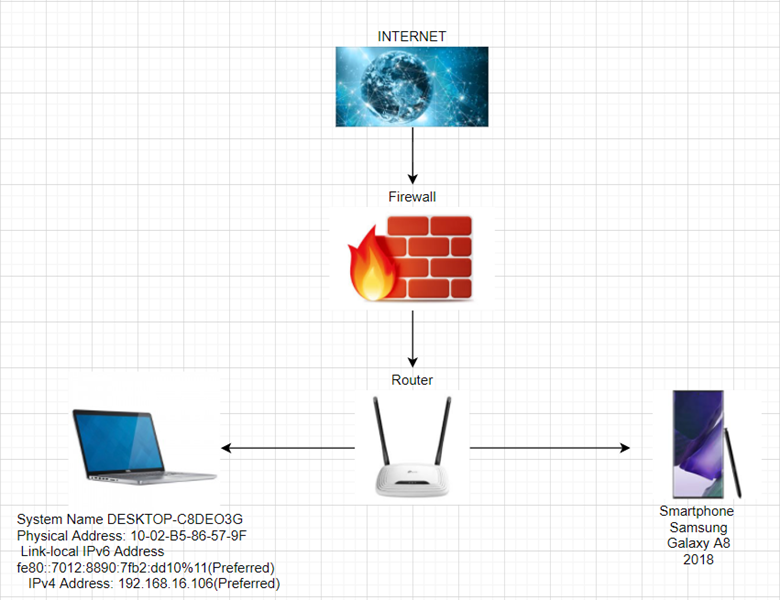 INTERNET
Firewall
Router
System Name DESKTOP-C8DEO3G
Physical Address: 10-02-B5-86-57-9F
Link-local IPv6 Address
fe80::7012:8890:7fb2:dd10%11(Preferred)
IPv4 Address: 192.168.16.106(Preferred)
Smartphone
Samsung
Galaxy A8
2018